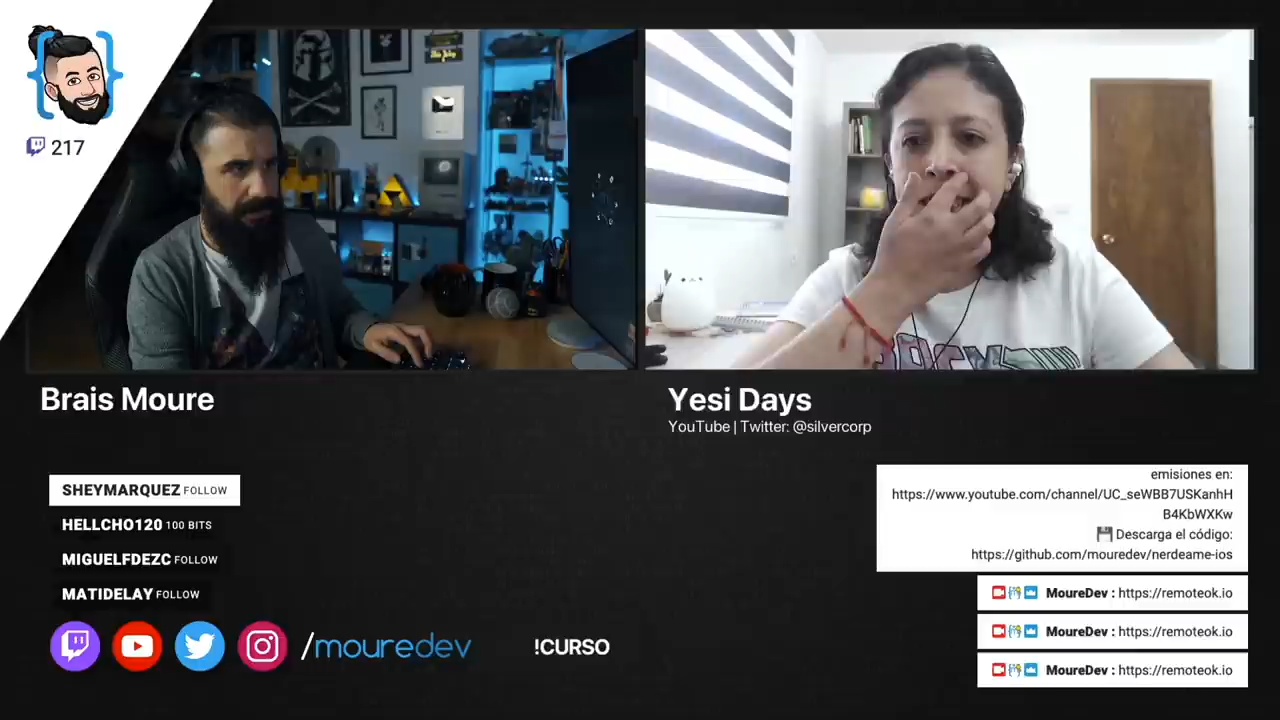 217
Brais Moure
Yesi Days
YouTube | Twitter: @silvercorp
SHEYMARQUEZ FOLLOW
HELLCHO120 100 BITS
MIGUELFDEZC FOLLOW
MATIDELAY FOLLOW
/mouredev
!CURSO
emisiones en:
https://www.youtube.com/channel/UC_seWBB7USKanhH
B4KbWXKw
💾 Descarga el código:
https://github.com/mouredev/nerdeame-ios
MoureDev : https://remoteok.io
MoureDev : https://remoteok.io
MoureDev : https://remoteok.io